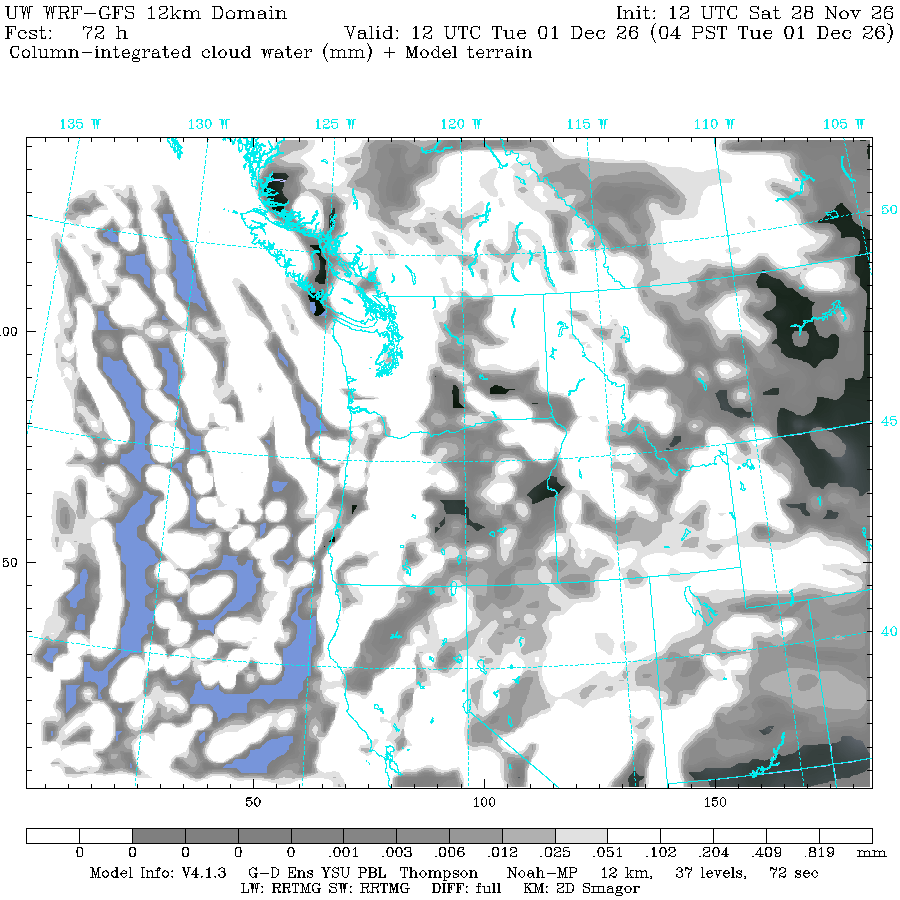 UW WRF-GFS 12km Domain Init: 12 UTC Sat 28 Nov 26
Fcst: 72 h Valid: 12 UTC Tue 01 Dec 26 (04 PST Tue 01 Dec 26)
Column-integrated cloud water (mm) + Model terrain
135 W 130 W 125 W 120 W 115 W 110 W 105 W
50
00
45
50
40
50 100 150
0 0 0 0 .001 .003 .006 .012 .025 .051 .102 .204 .409 .819 mm
Model Info: V4.1.3 G-D Ens YSU PBL Thompson Noah-MP 12 km, 37 levels, 72 sec
LW: RRTMG SW: RRTMG DIFF: full KM: 2D Smagor